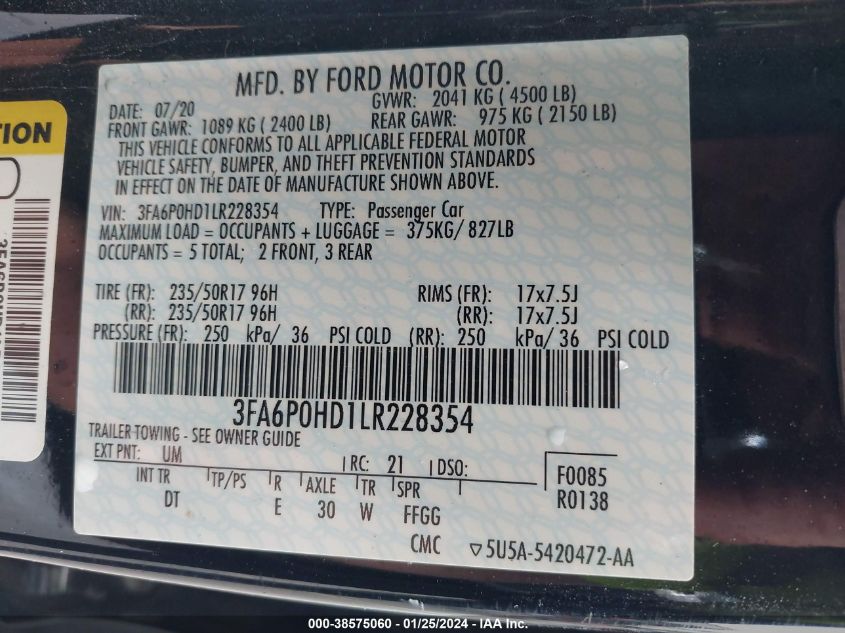 MFD. BY FORD MOTOR CO.
DATE: 07/20 GVWR: 2041 KG ( 4500 LB)
FRONT GAWR: 1089 KG ( 2400 LB) REAR GAWR: 975 KG ( 2150 LB)
THIS VEHICLE CONFORMS TO ALL APPLICABLE FEDERAL MOTOR
VEHICLE SAFETY, BUMPER, AND THEFT PREVENTION STANDARDS
IN EFFECT ON THE DATE OF MANUFACTURE SHOWN ABOVE.
VIN: 3FA6P0HD1LR228354 TYPE: Passenger Car
MAXIMUM LOAD = OCCUPANTS + LUGGAGE = 375KG/ 827LB
OCCUPANTS = 5 TOTAL; 2 FRONT, 3 REAR
TIRE (FR): 235/50R17 96H RIMS (FR): 17x7.5J
(RR): 235/50R17 96H (RR): 17x7.5J
PRESSURE (FR): 250 kPa/ 36 PSI COLD (RR): 250 kPa/ 36 PSI COLD
3FA6P0HD1LR228354
TRAILER TOWING - SEE OWNER GUIDE
EXT PNT: UM RC: 21 DSO:
INT TR TP/PS R AXLE TR SPR
DT E 30 W FFGG
F0085
R0138
CMC ▽5U5A-5420472-AA
TION
000-38575060 - 01/25/2024 - IAA Inc.